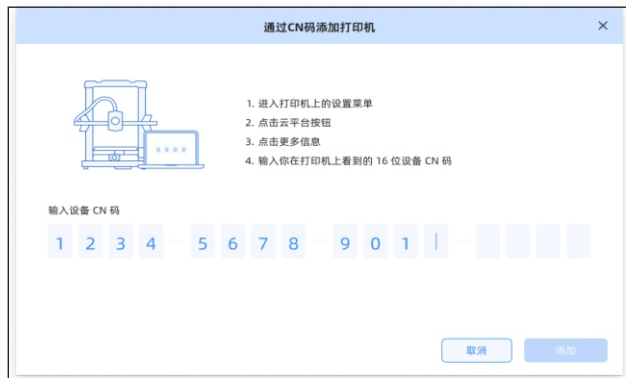 通过CN码添加打印机 ×
1. 进入打印机上的设置菜单
2. 点击云平台按钮
3. 点击更多信息
4. 输入你在打印机上看到的 16 位设备 CN 码
输入设备 CN 码
1 2 3 4 – 5 6 7 8 – 9 0 1 | –
取消 添加